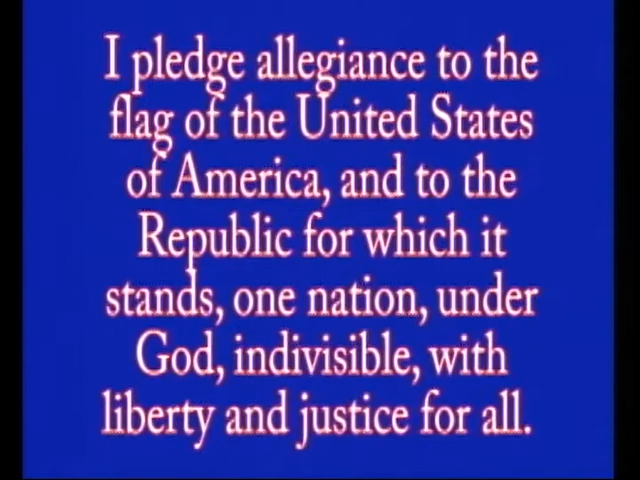 I pledge allegiance to the
flag of the United States
of America, and to the
Republic for which it
stands, one nation, under
God, indivisible, with
liberty and justice for all.